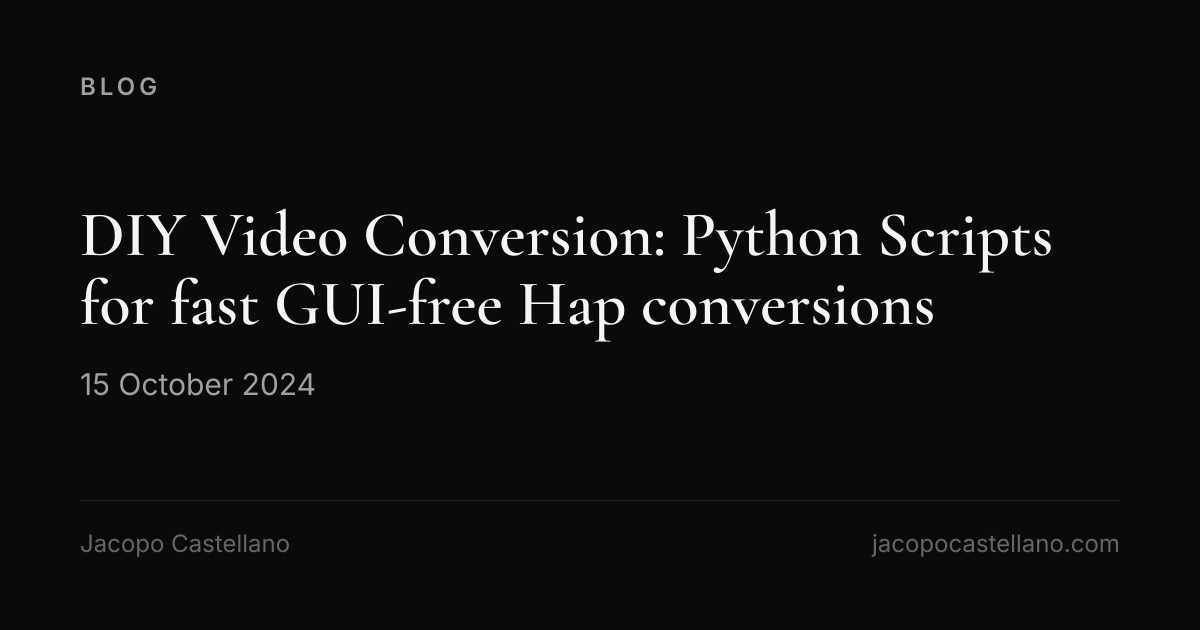 BLOG
DIY Video Conversion: Python Scripts
for fast GUI-free Hap conversions
15 October 2024
Jacopo Castellano
jacopocastellano.com